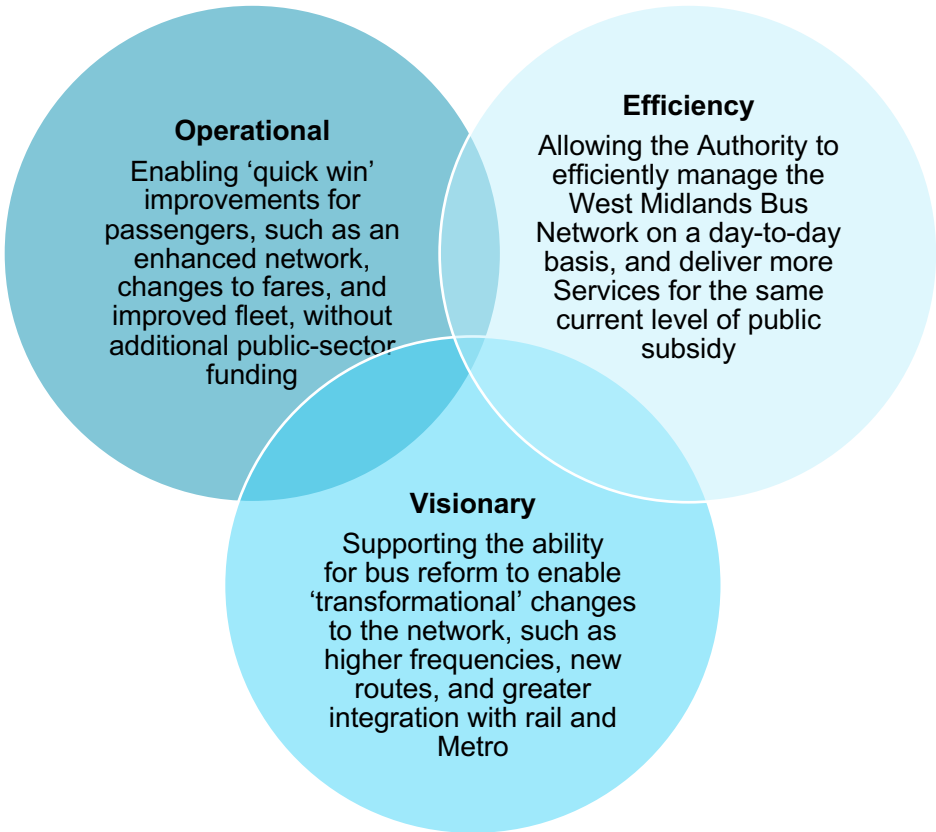 Operational
Enabling ‘quick win’
improvements for
passengers, such as an
enhanced network,
changes to fares, and
improved fleet, without
additional public-sector
funding
Efficiency
Allowing the Authority to
efficiently manage the
West Midlands Bus
Network on a day-to-day
basis, and deliver more
Services for the same
current level of public
subsidy
Visionary
Supporting the ability
for bus reform to enable
‘transformational’ changes
to the network, such as
higher frequencies, new
routes, and greater
integration with rail and
Metro